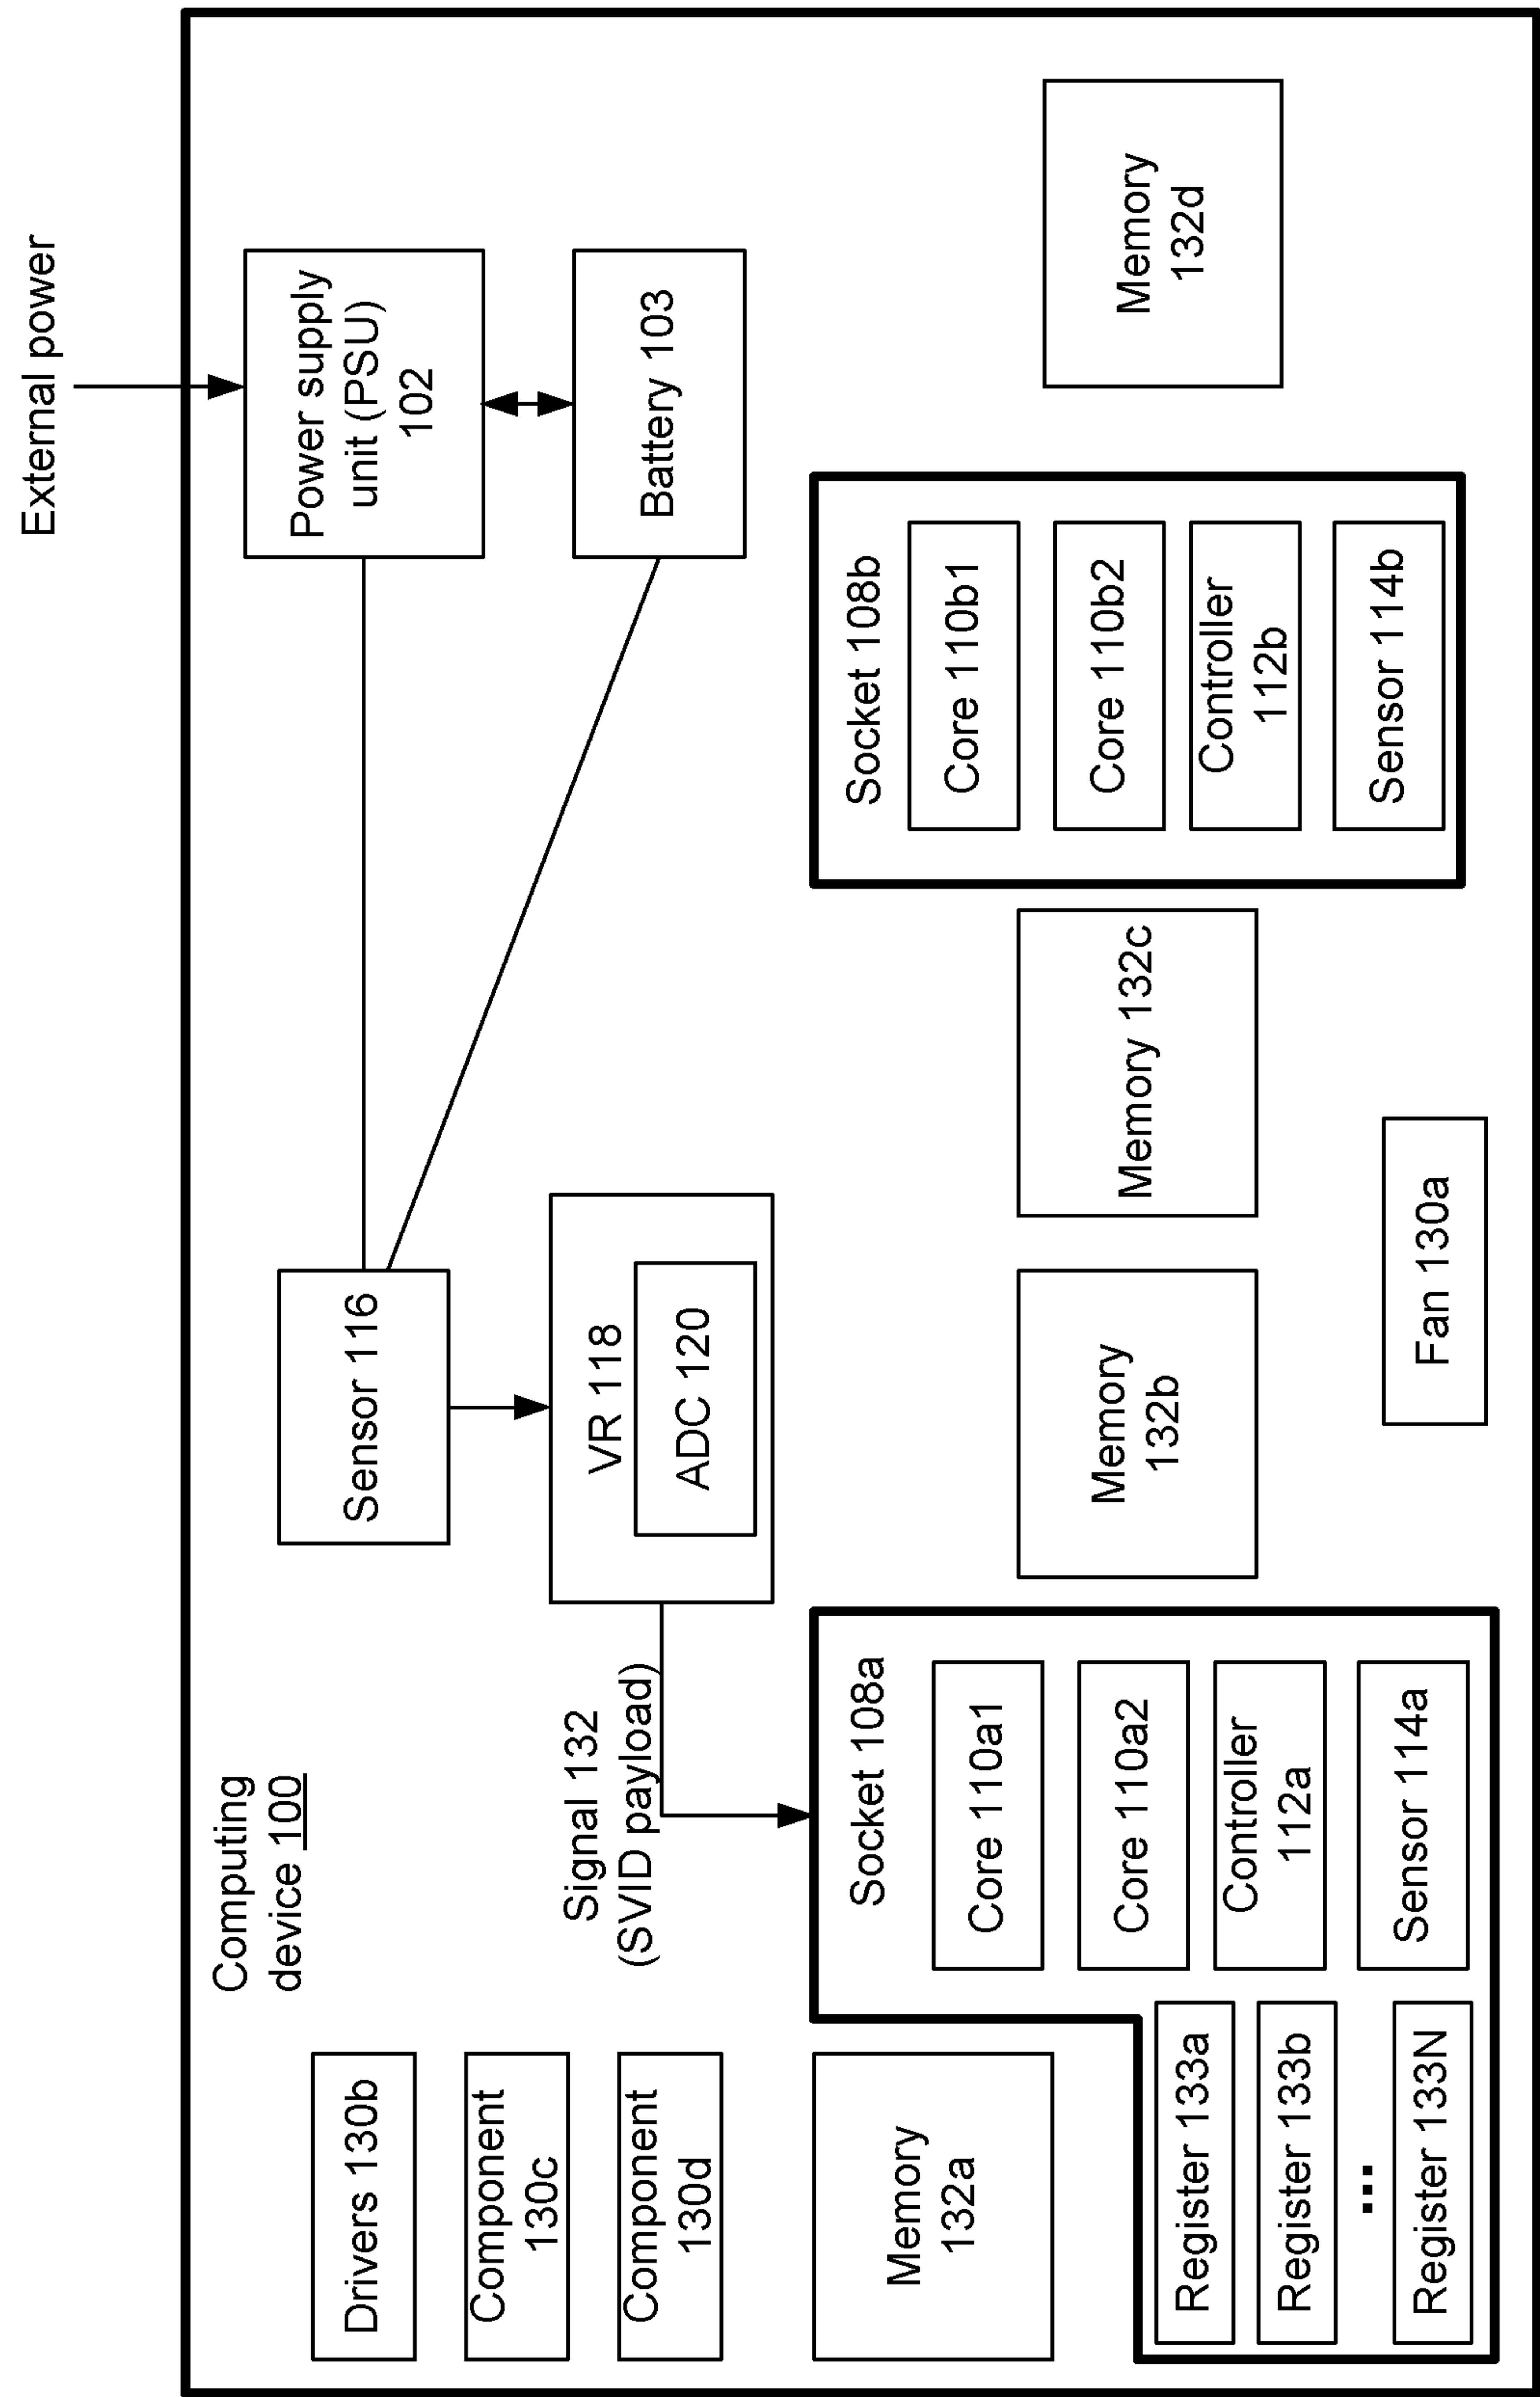 External power
Computing
device 100
Drivers 130b
Component
130c
Component
130d
Sensor 116
Power supply
unit (PSU)
102
Battery 103
VR 118
ADC 120
Signal 132
(SVID payload)
Memory
132a
Socket 108a
Core 110a1
Core 110a2
Controller
112a
Sensor 114a
Register 133a
Register 133b
...
Register 133N
Memory
132b
Memory 132c
Fan 130a
Socket 108b
Core 110b1
Core 110b2
Controller
112b
Sensor 114b
Memory
132d